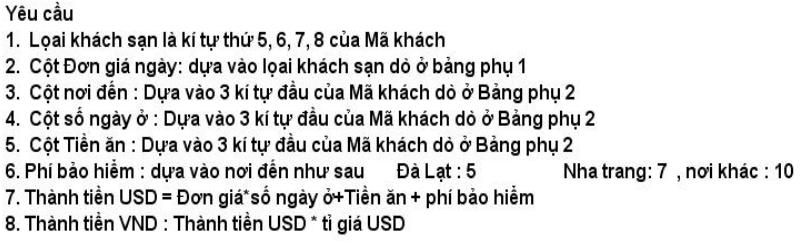 Yêu cầu
1. Lọai khách sạn là kí tự thứ 5, 6, 7, 8 của Mã khách
2. Cột Đơn giá ngày: dựa vào lọai khách sạn dò ở bảng phụ 1
3. Cột nơi đến : Dựa vào 3 kí tự đầu của Mã khách dò ở Bảng phụ 2
4. Cột số ngày ở : Dựa vào 3 kí tự đầu của Mã khách dò ở Bảng phụ 2
5. Cột Tiền ăn : Dựa vào 3 kí tự đầu của Mã khách dò ở Bảng phụ 2
6. Phí bảo hiểm : dựa vào nơi đến như sau Đà Lạt : 5 Nha trang: 7 , nơi khác : 10
7. Thành tiền USD = Đơn giá*số ngày ở+Tiền ăn + phí bảo hiểm
8. Thành tiền VND : Thành tiền USD * tỉ giá USD